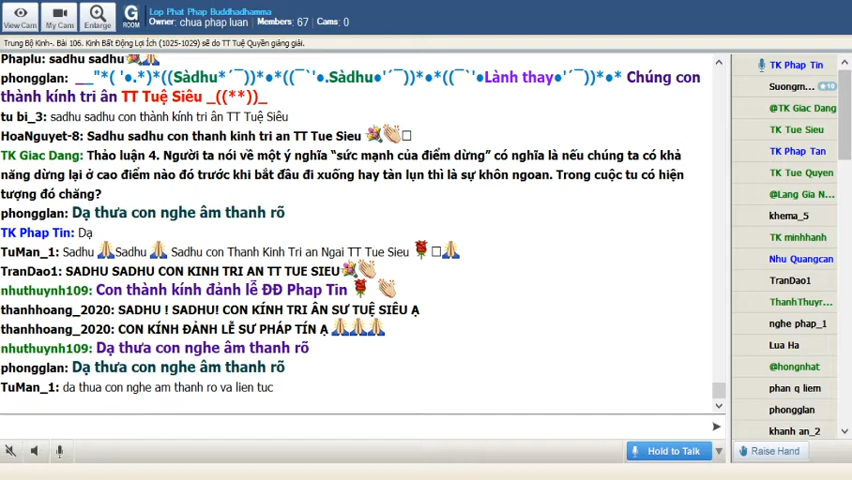 Lop Phat Phap Buddhadhamma
Owner: chua phap luan Members: 67 Cams: 0
View Cam
My Cam
Enlarge
G ROOM
Trung Bộ Kinh-. Bài 106. Kinh Bất Động Lợi Ích (1025-1029) sẽ do TT Tuệ Quyền giảng giải.
Phaplu: sadhu sadhu
phongglan: __"*( '●.*)*((Sàdhu*´¯)*●*((¯`'●.Sàdhu●'´¯))*●*((¯`'●Lành thay●'´¯))*●* Chúng con
thành kính tri ân TT Tuệ Siêu _((**))_
tu bi_3: sadhu sadhu con thành kính tri ân TT Tuệ Siêu
HoaNguyet-8: Sadhu sadhu con thanh kinh tri an TT Tue Sieu
TK Giac Dang: Thảo luận 4. Người ta nói về một ý nghĩa "sức mạnh của điểm dừng" có nghĩa là nếu chúng ta có khả
năng dừng lại ở cao điểm nào đó trước khi bắt đầu đi xuống hay tàn lụn thì là sự khôn ngoan. Trong cuộc tu có hiện
tượng đó chăng?
phongglan: Dạ thưa con nghe âm thanh rõ
TK Phap Tin: Dạ
TuMan_1: Sadhu Sadhu Sadhu con Thanh Kinh Tri an Ngai TT Tue Sieu
TranDao1: SADHU SADHU CON KINH TRI AN TT TUE SIEU
nhuthuynh109: Con thành kính đảnh lễ ĐĐ Phap Tin
thanhhoang_2020: SADHU ! SADHU! CON KÍNH TRI ÂN SƯ TUỆ SIÊU Ạ
thanhhoang_2020: CON KÍNH ĐẢNH LỄ SƯ PHÁP TÍN Ạ
nhuthuynh109: Dạ thưa con nghe âm thanh rõ
phongglan: Dạ thưa con nghe âm thanh rõ
TuMan_1: da thua con nghe am thanh ro va lien tuc
Hold to Talk
TK Phap Tin
Suongm... 10
@TK Giac Dang
TK Tue Sieu
TK Phap Tan
TK Tue Quyen
@Lang Gia N...
khema_5
TK minhhanh
Nhu Quangcan
TranDao1
ThanhThuyr...
nghe phap_1
Lua Ha
@hongnhat
phan q liem
phongglan
khanh an_2
Raise Hand